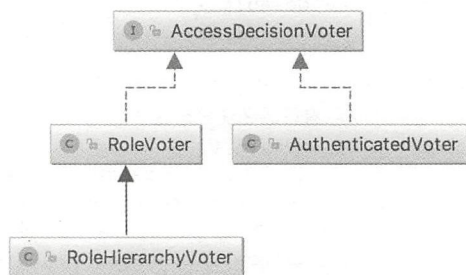 I AccessDecisionVoter
C RoleVoter
C AuthenticatedVoter
C RoleHierarchyVoter